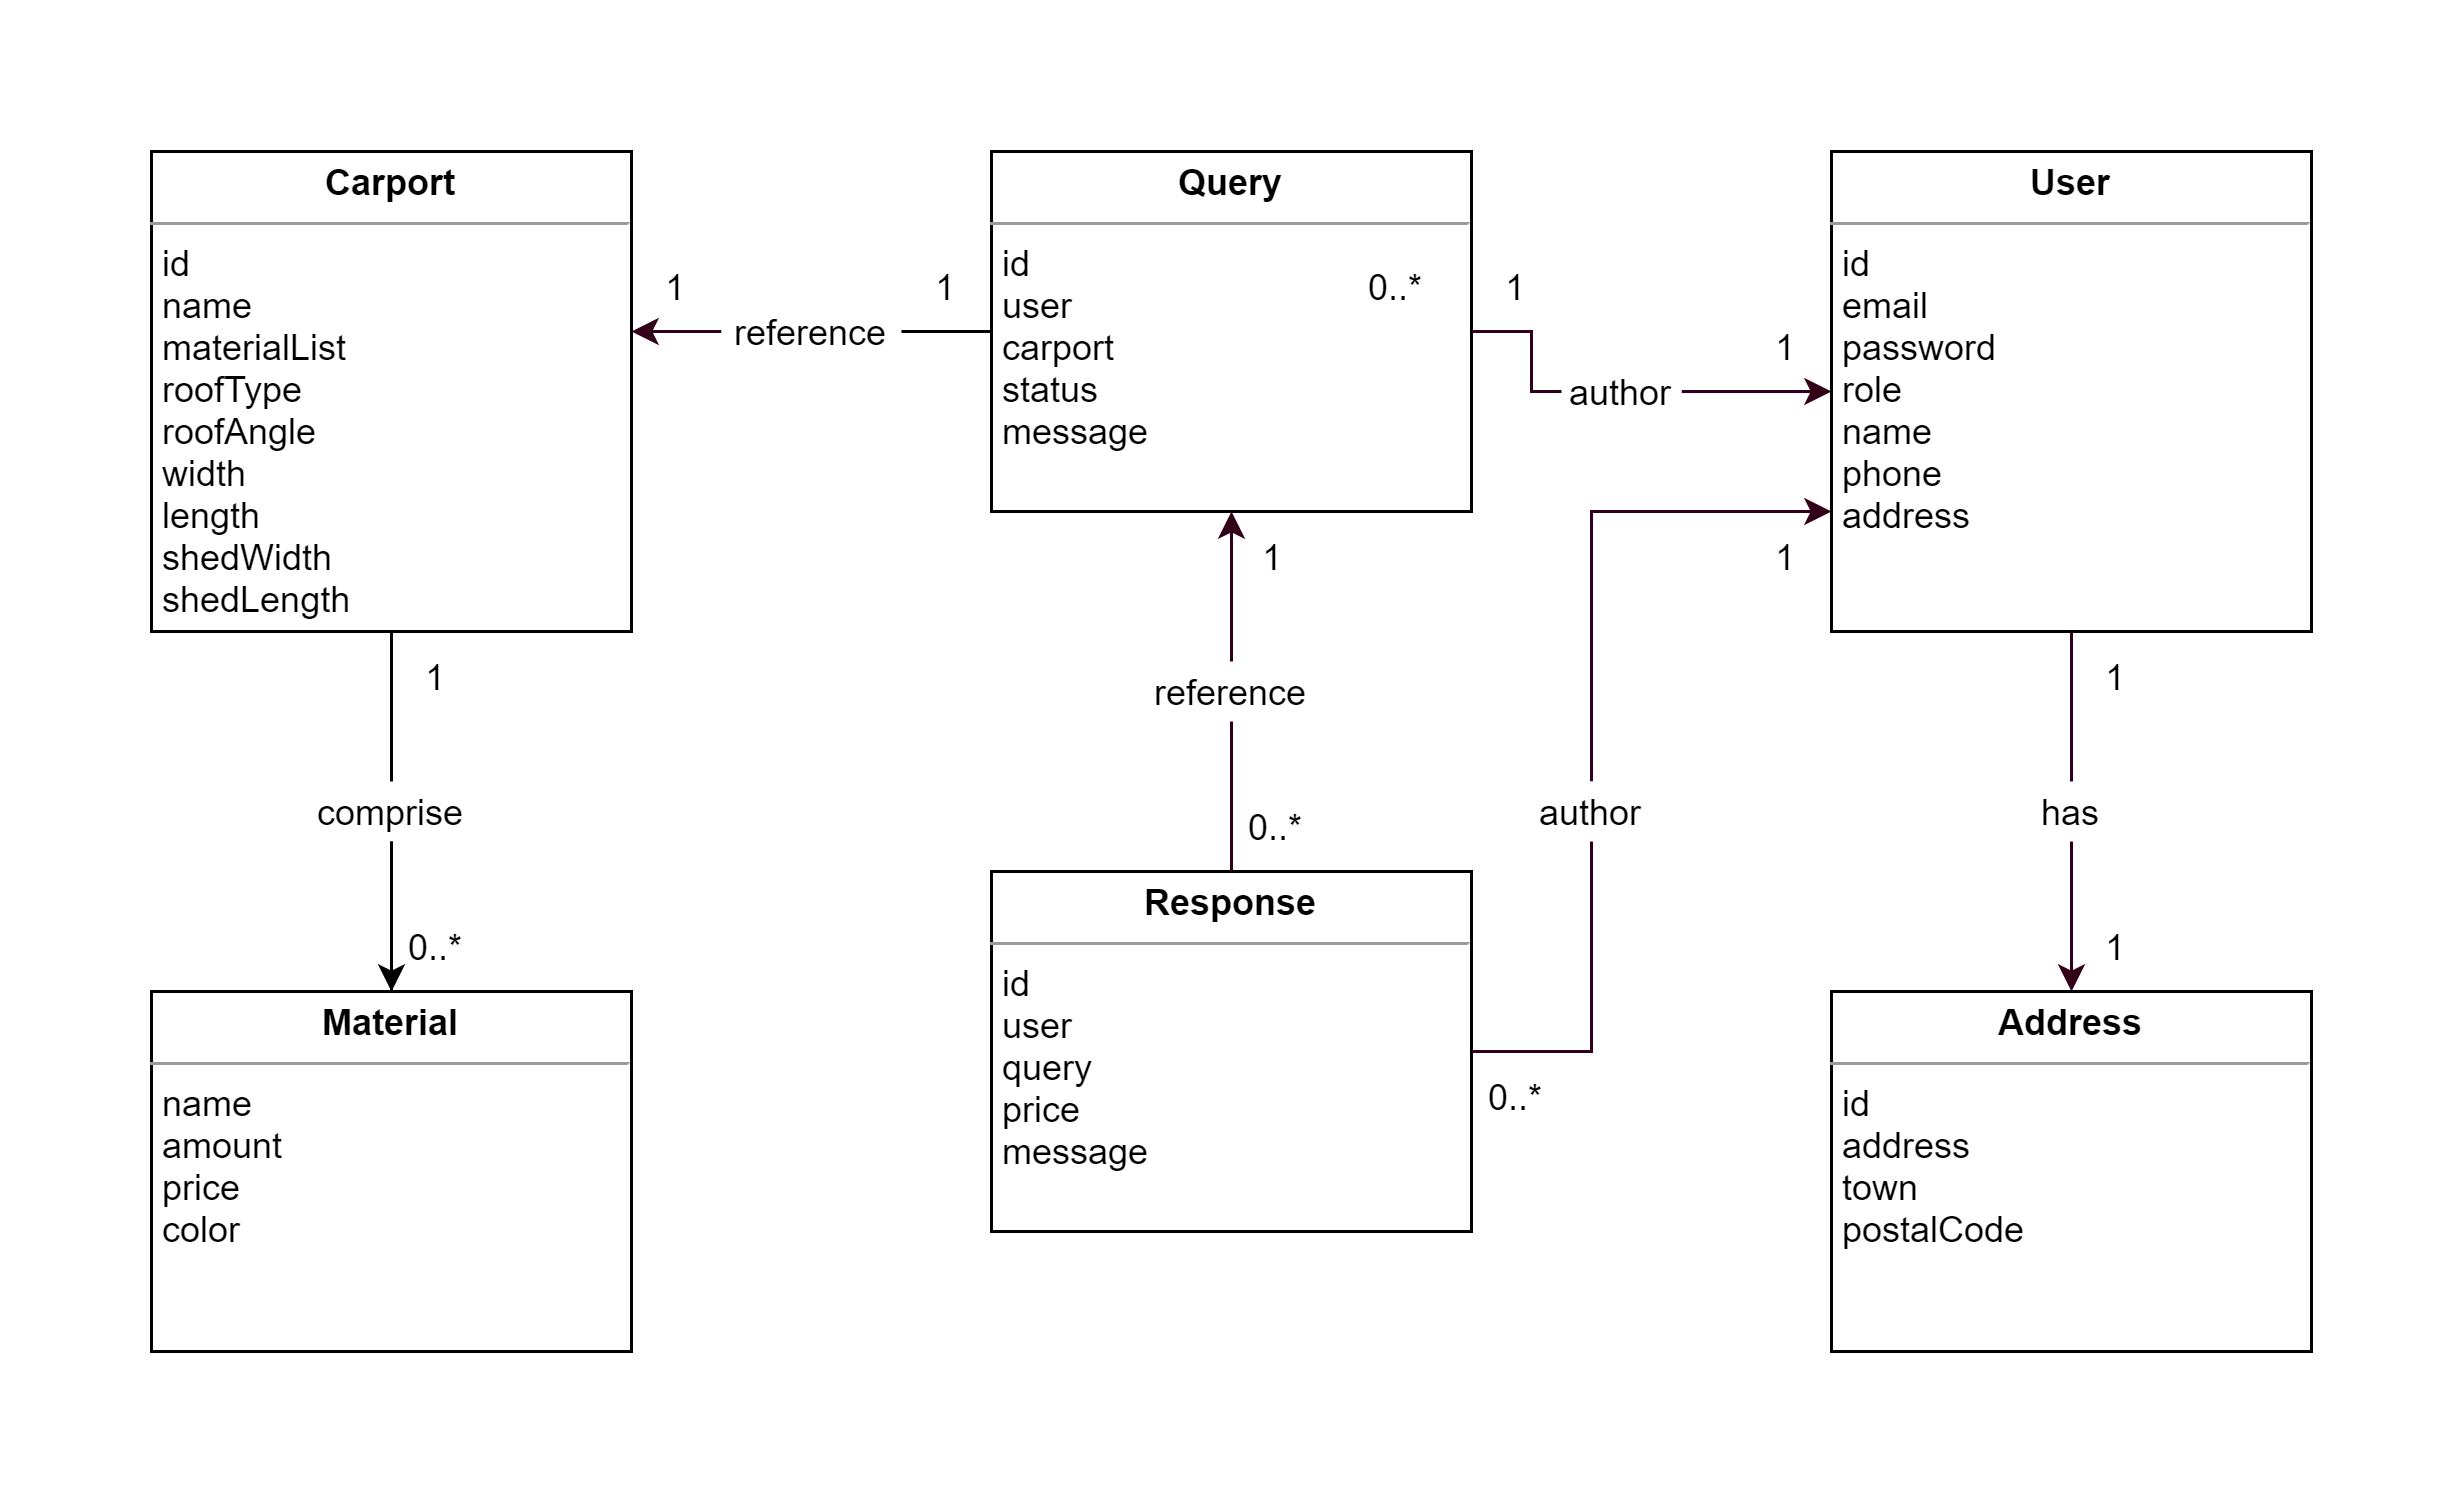 Carport
id
name
materialList
roofType
roofAngle
width
length
shedWidth
shedLength
1
reference
1
Query
id
user
carport
status
message
0..*
1
author
1
User
id
email
password
role
name
phone
address
1
comprise
0..*
1
reference
0..*
author
1
0..*
1
has
1
Material
name
amount
price
color
Response
id
user
query
price
message
Address
id
address
town
postalCode